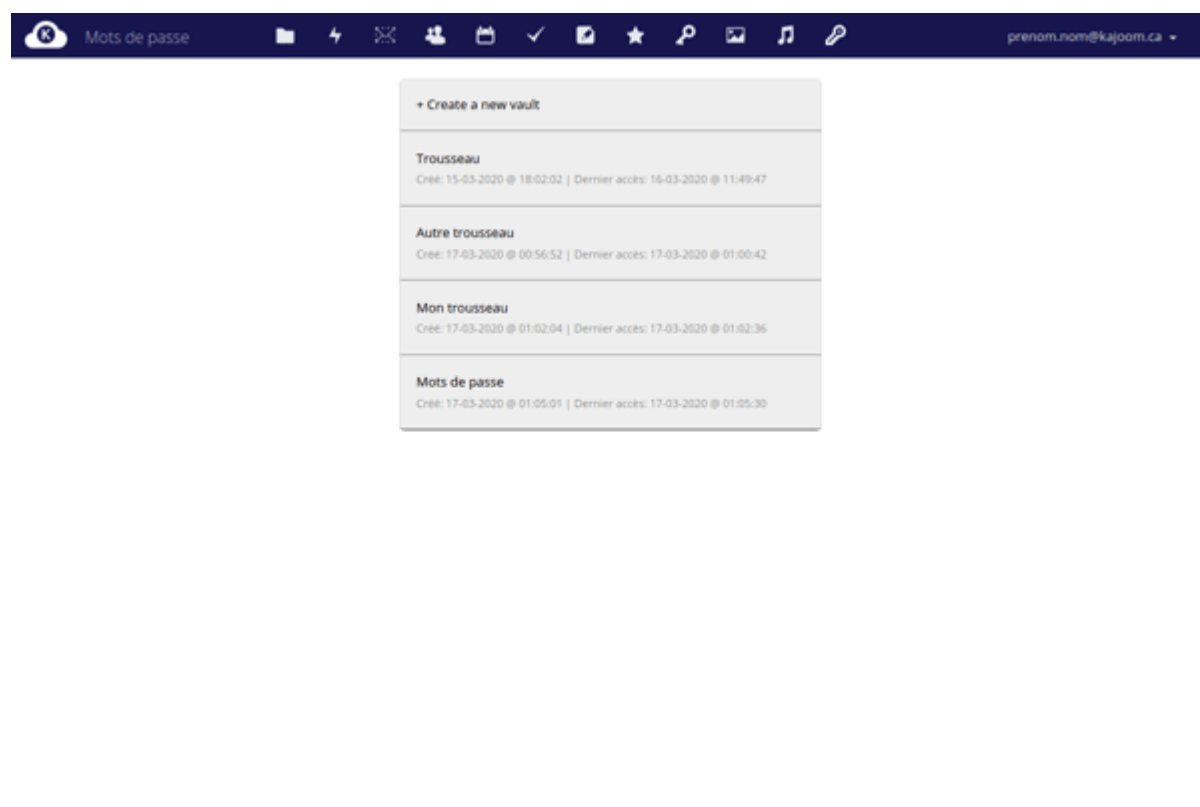 K
Mots de passe
prenom.nom@kajoom.ca
+ Create a new vault
Trousseau
Créé: 15-03-2020 @ 18:02:02 | Dernier accès: 16-03-2020 @ 11:49:47
Autre trousseau
Créé: 17-03-2020 @ 00:56:52 | Dernier accès: 17-03-2020 @ 01:00:42
Mon trousseau
Créé: 17-03-2020 @ 01:02:04 | Dernier accès: 17-03-2020 @ 01:02:36
Mots de passe
Créé: 17-03-2020 @ 01:05:01 | Dernier accès: 17-03-2020 @ 01:05:30